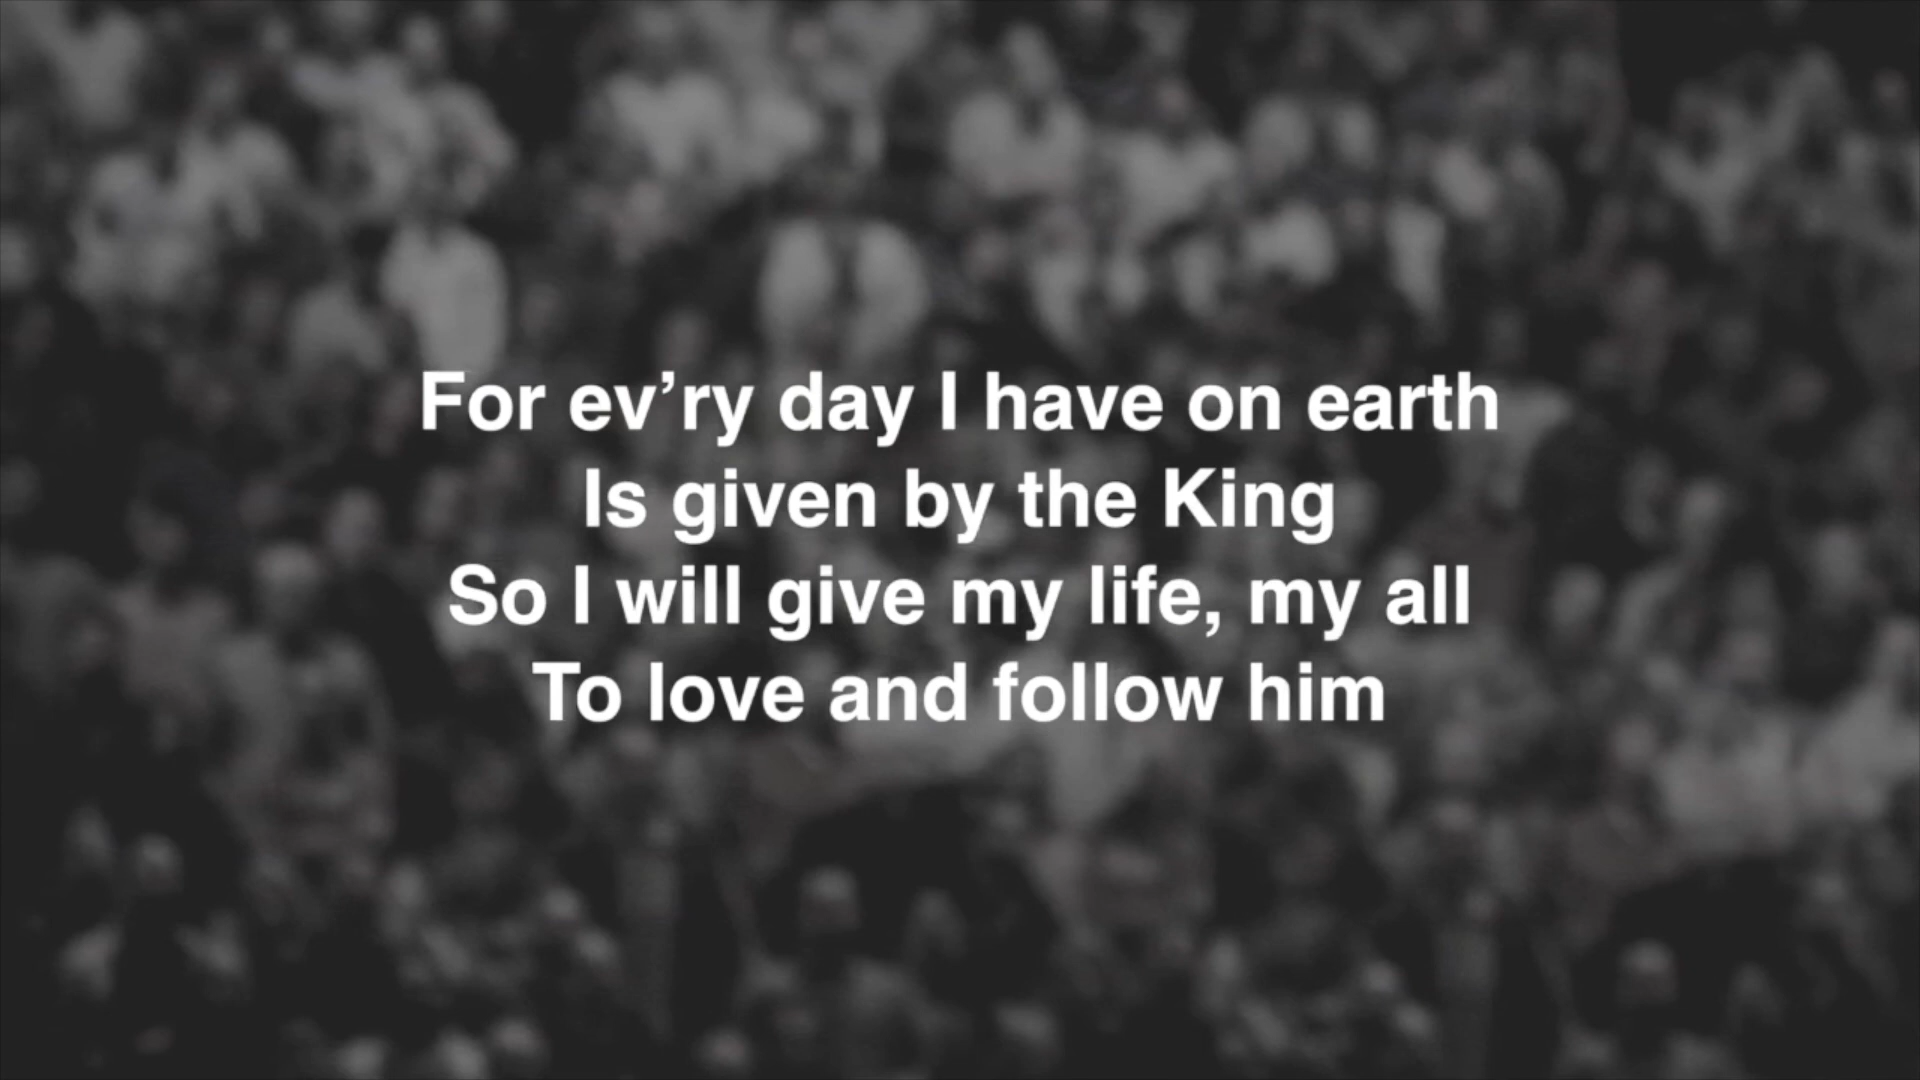 For ev’ry day I have on earth
Is given by the King
So I will give my life, my all
To love and follow him